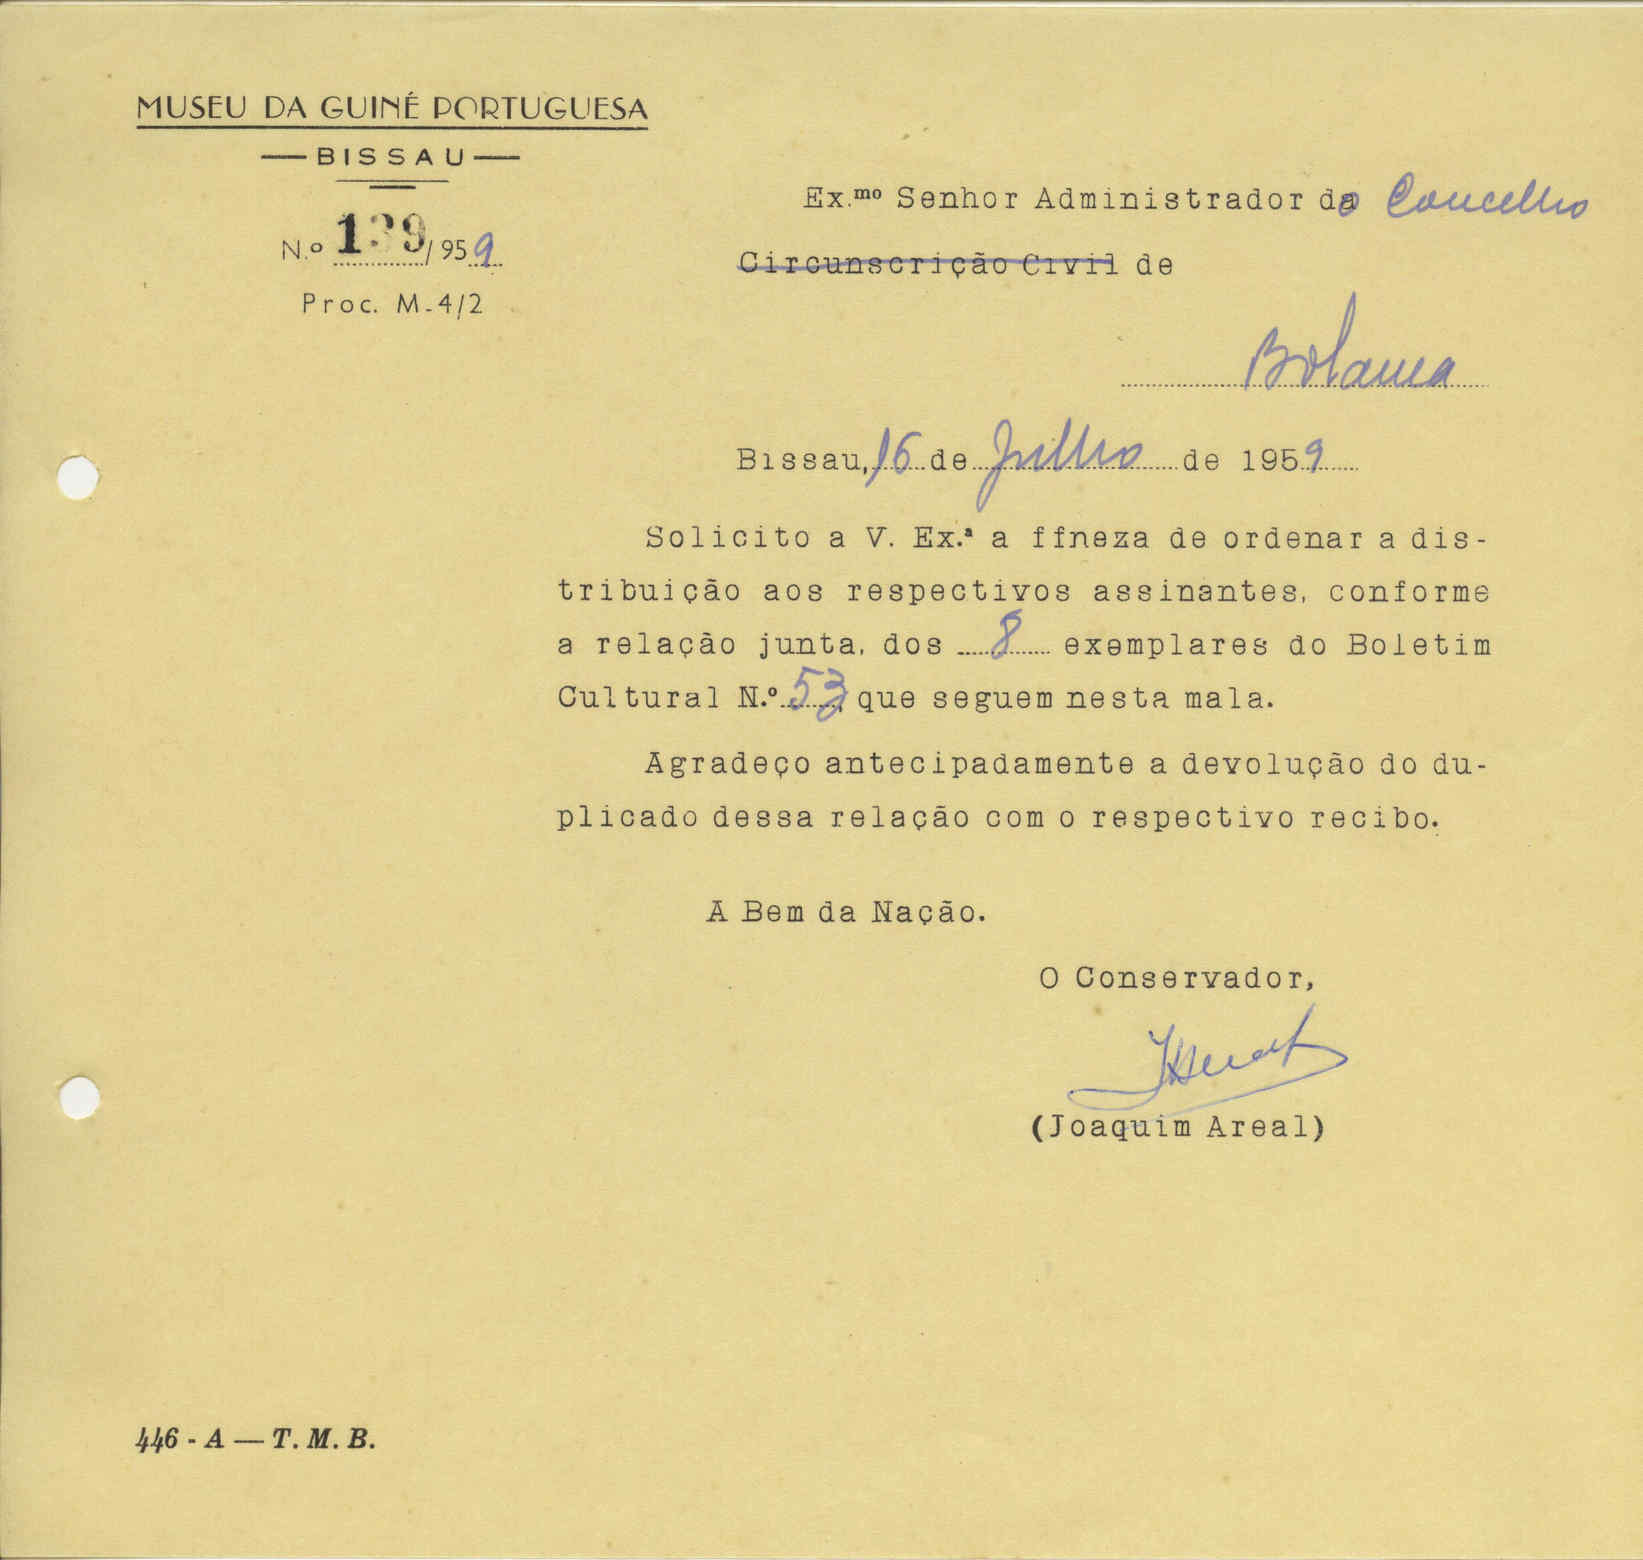 MUSEU DA GUINÉ PORTUGUESA
— BISSAU —
N.º 139/959
Proc. M-4/2
Ex.mo Senhor Administrador do Concelho
Circunscrição Civil de
Bolama
Bissau, 16 de Julho de 1959
Solicito a V. Ex.ª a ffneza de ordenar a dis-
tribuição aos respectivos assinantes, conforme
a relação junta, dos 8 exemplares do Boletim
Cultural N.º 53, que seguem nesta mala.
Agradeço antecipadamente a devolução do du-
plicado dessa relação com o respectivo recibo.
A Bem da Nação.
O Conservador,
(Joaquim Areal)
446 - A — T. M. B.